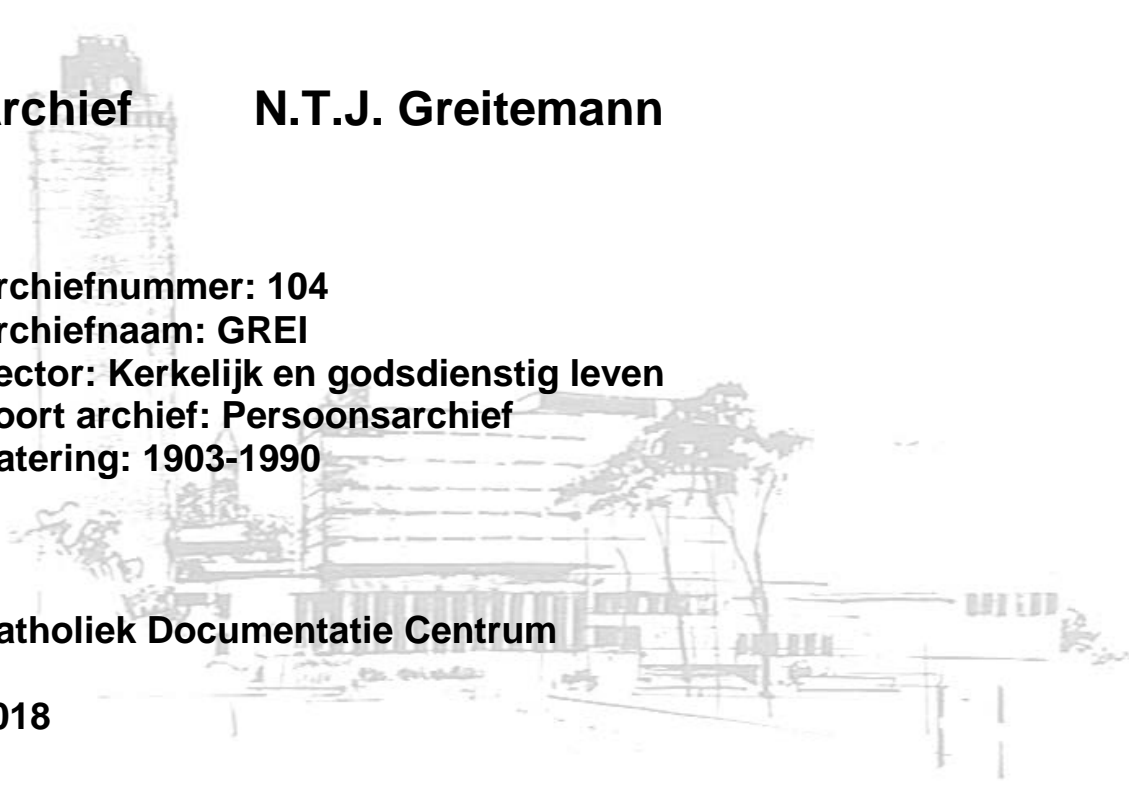 rchief N.T.J. Greitemann
rchiefnummer: 104
rchiefnaam: GREI
ector: Kerkelijk en godsdienstig leven
oort archief: Persoonsarchief
atering: 1903-1990
atholiek Documentatie Centrum
018